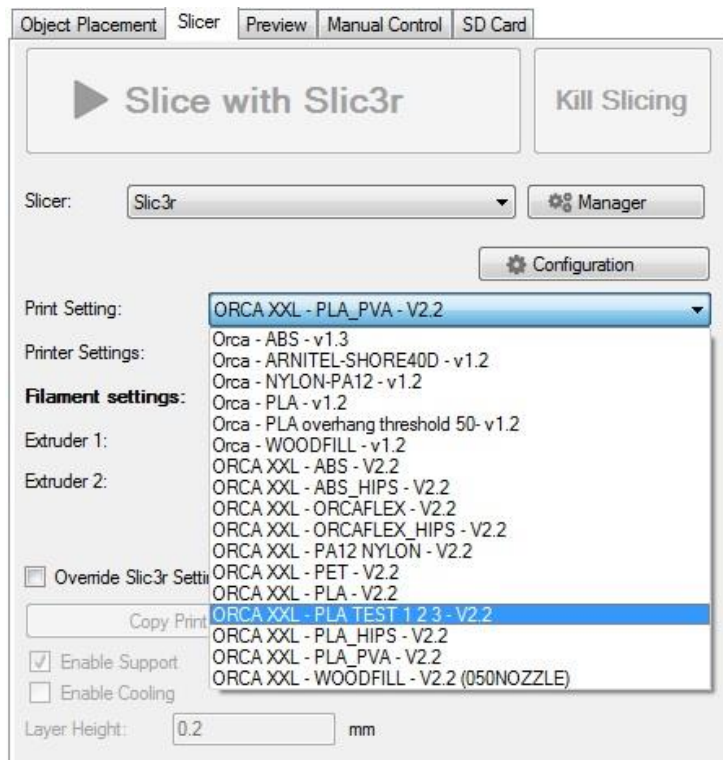 Object Placement Slicer Preview Manual Control SD Card
Slice with Slic3r
Kill Slicing
Slicer: Slic3r Manager
Configuration
Print Setting: ORCA XXL - PLA_PVA - V2.2
Orca - ABS - v1.3
Printer Settings:
Orca - ARNITEL-SHORE40D - v1.2
Orca - NYLON-PA12 - v1.2
Filament settings:
Orca - PLA - v1.2
Orca - PLA overhang threshold 50- v1.2
Extruder 1:
Orca - WOODFILL - v1.2
ORCA XXL - ABS - V2.2
Extruder 2:
ORCA XXL - ABS_HIPS - V2.2
ORCA XXL - ORCAFLEX - V2.2
ORCA XXL - ORCAFLEX_HIPS - V2.2
ORCA XXL - PA12 NYLON - V2.2
Override Slic3r
ORCA XXL - PET - V2.2
ORCA XXL - PLA - V2.2
Copy Print
ORCA XXL - PLA TEST 1 2 3 - V2.2
ORCA XXL - PLA_HIPS - V2.2
Enable Support
ORCA XXL - PLA_PVA - V2.2
ORCA XXL - WOODFILL - V2.2 (050NOZZLE)
Enable Cooling
Layer Height: 0.2 mm